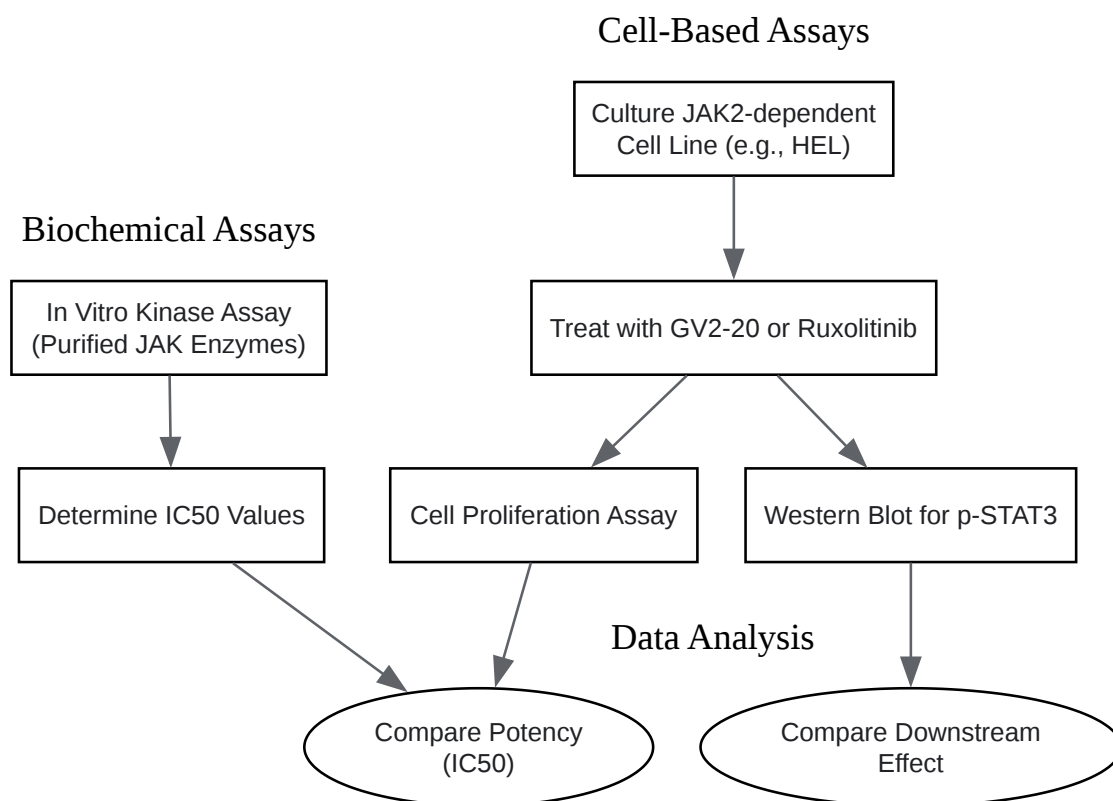 Cell-Based Assays
Culture JAK2-dependent
Cell Line (e.g., HEL)
Biochemical Assays
In Vitro Kinase Assay
(Purified JAK Enzymes)
Treat with GV2-20 or Ruxolitinib
Determine IC50 Values
Cell Proliferation Assay
Western Blot for p-STAT3
Data Analysis
Compare Potency
(IC50)
Compare Downstream
Effect